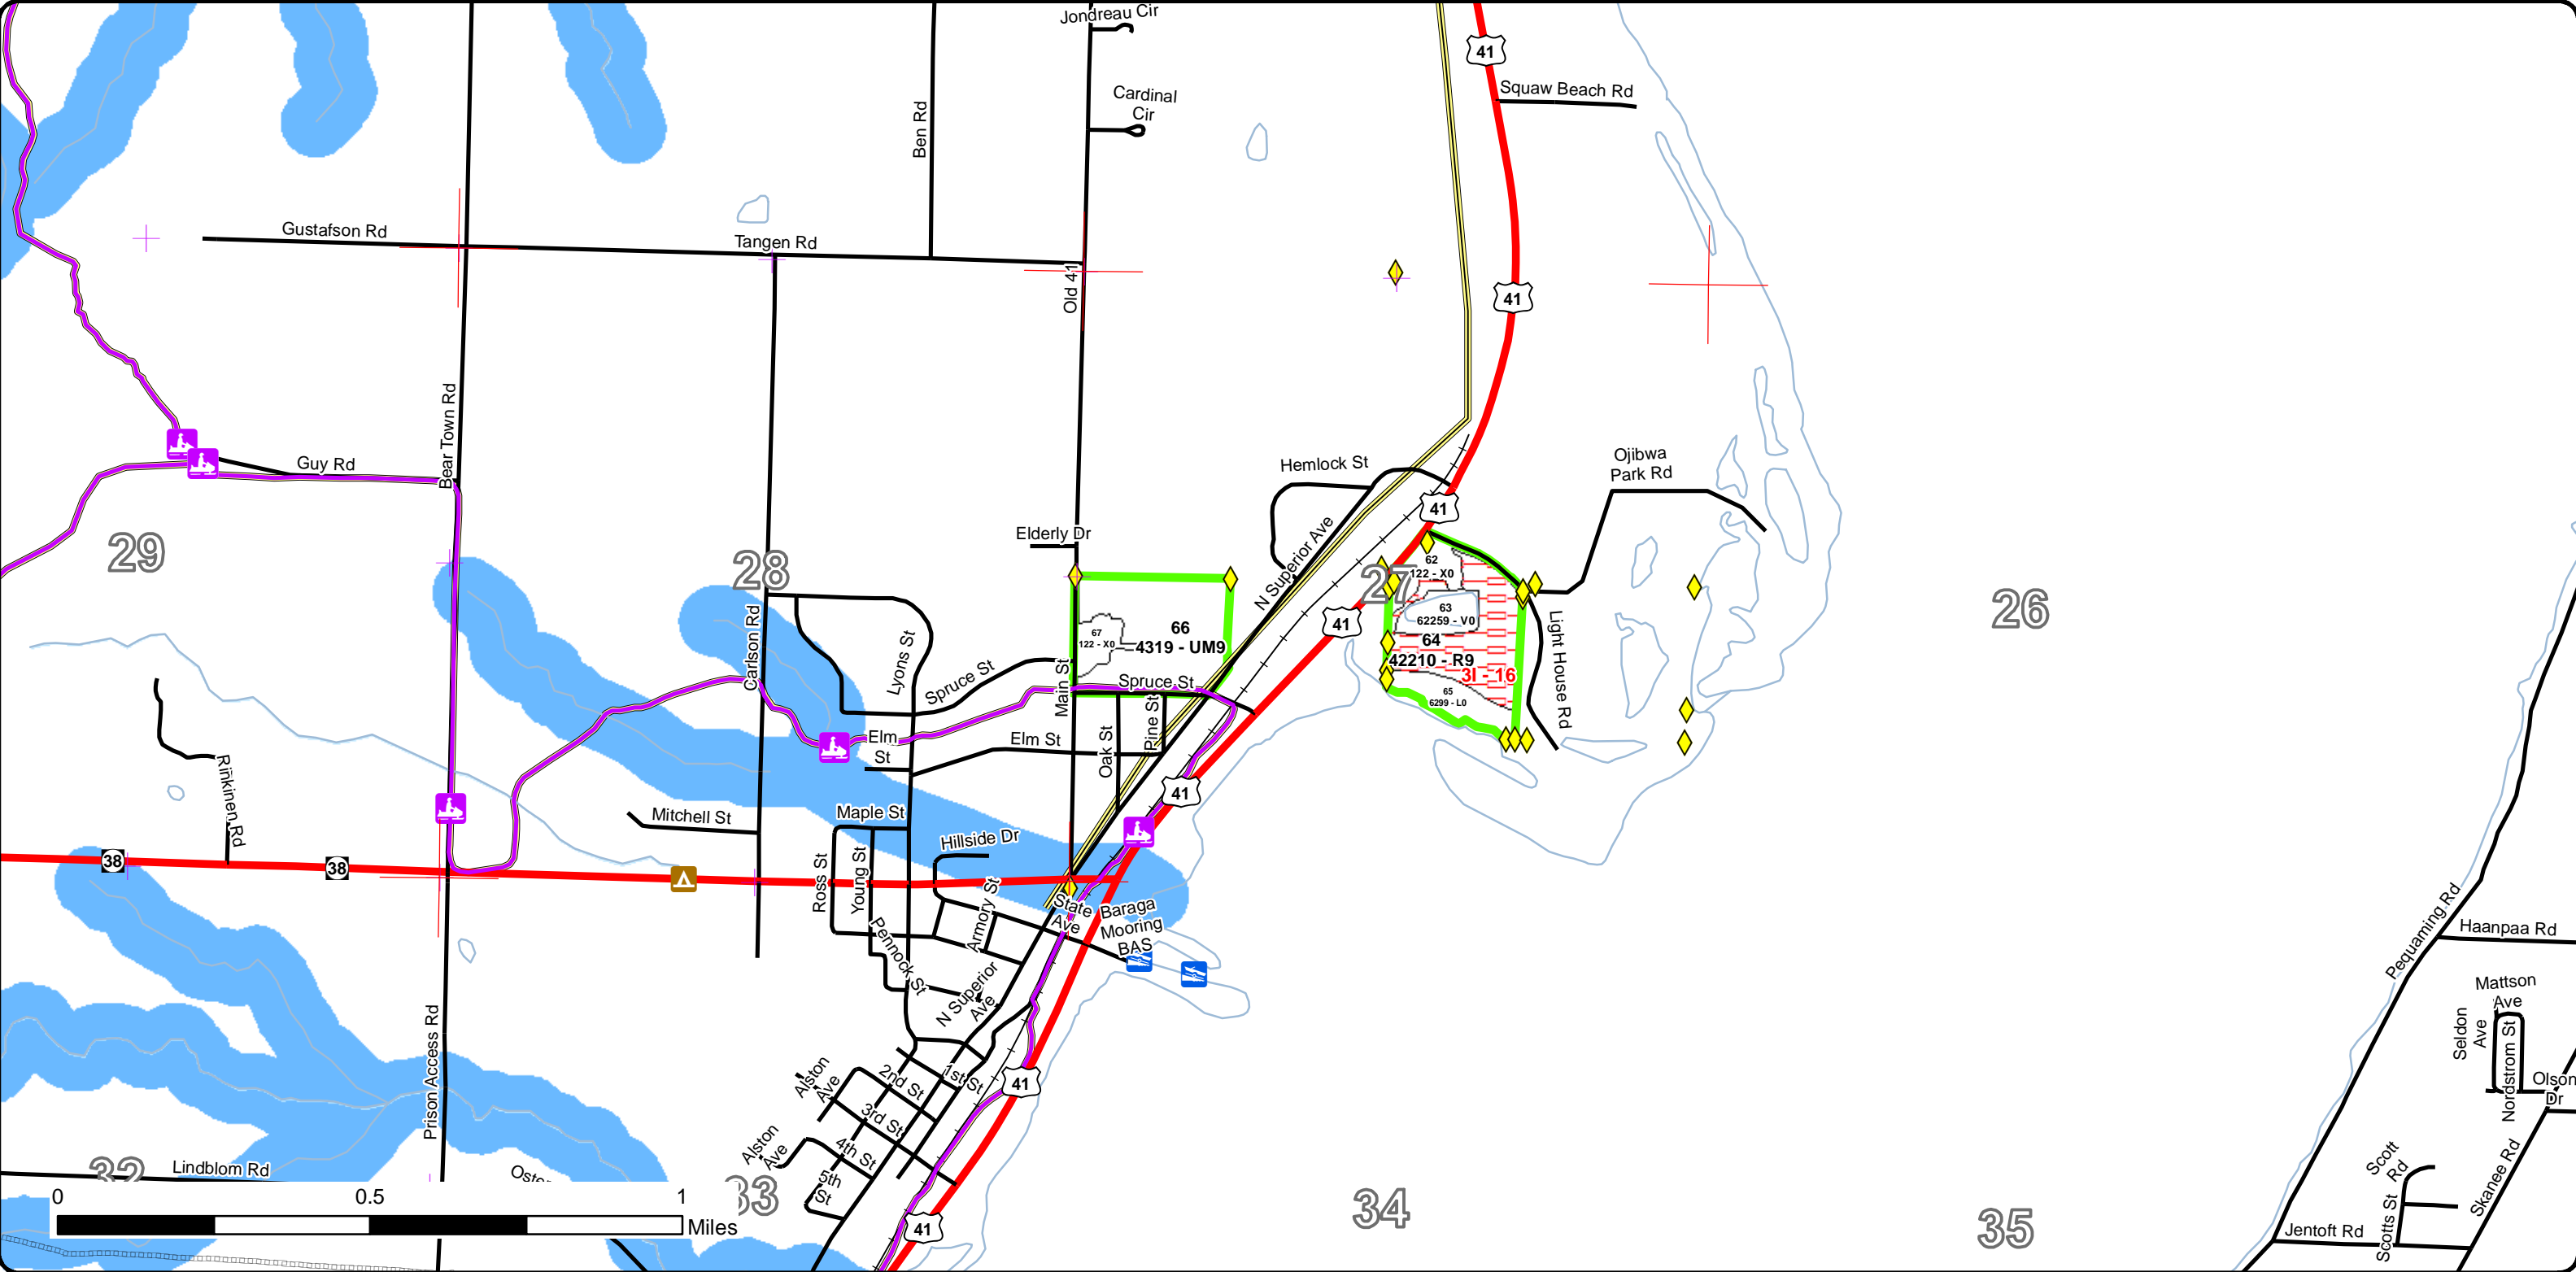 Jondreau Cir
41
Squaw Beach Rd
Cardinal
Cir
Ben Rd
Gustafson Rd
Tangen Rd
Old 41
41
Bear Town Rd
Guy Rd
Hemlock St
Ojibwa
Park Rd
41
Elderly Dr
N Superior Ave
29
28
27
26
62
122 - X0
63
62259 - V0
64
42210 - R9
3I - 16
65
6299 - L0
41
Light House Rd
66
4319 - UM9
67
122 - X0
Carlson Rd
Lyons St
Spruce St
Main St
Spruce St
Elm
St
Elm St
Oak St
Pine St
41
Rinkinen Rd
Mitchell St
Maple St
Hillside Dr
38
38
Ross St
Young St
Armory St
State
Ave
Baraga
Mooring
BAS
Pennock St
N Superior
Ave
Pequaming Rd
Haanpaa Rd
Mattson
Ave
Seldon
Ave
Nordstrom St
Olson
Dr
Prison Access Rd
Alston
Ave
2nd St
1st St
41
3rd St
Alston
Ave
4th St
5th
St
32
Lindblom Rd
33
34
35
Scott
Rd
Scotts St
Skanee Rd
Jentoft Rd
41
0 0.5 1
Miles